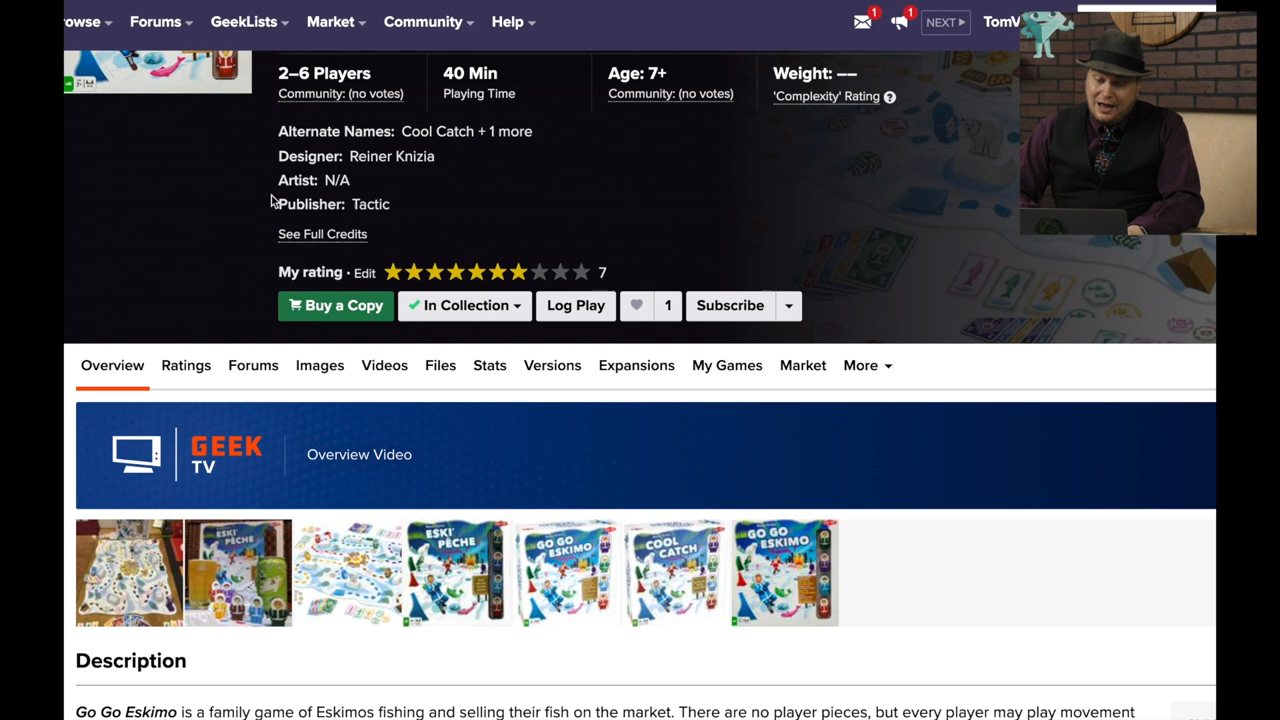 owse Forums GeekLists Market Community Help 1 1 NEXT TomV
2–6 Players 40 Min Age: 7+ Weight: ––
Community: (no votes) Playing Time Community: (no votes) 'Complexity' Rating ?
Alternate Names: Cool Catch + 1 more
Designer: Reiner Knizia
Artist: N/A
Publisher: Tactic
See Full Credits
My rating · Edit 7
Buy a Copy In Collection Log Play 1 Subscribe
Overview Ratings Forums Images Videos Files Stats Versions Expansions My Games Market More
GEEK
TV
Overview Video
ESKI'
PÊCHE
ESKI'
PÊCHE
GO GO
ESKIMO
COOL
CATCH
GO GO
ESKIMO
Description
Go Go Eskimo is a family game of Eskimos fishing and selling their fish on the market. There are no player pieces, but every player may play movement